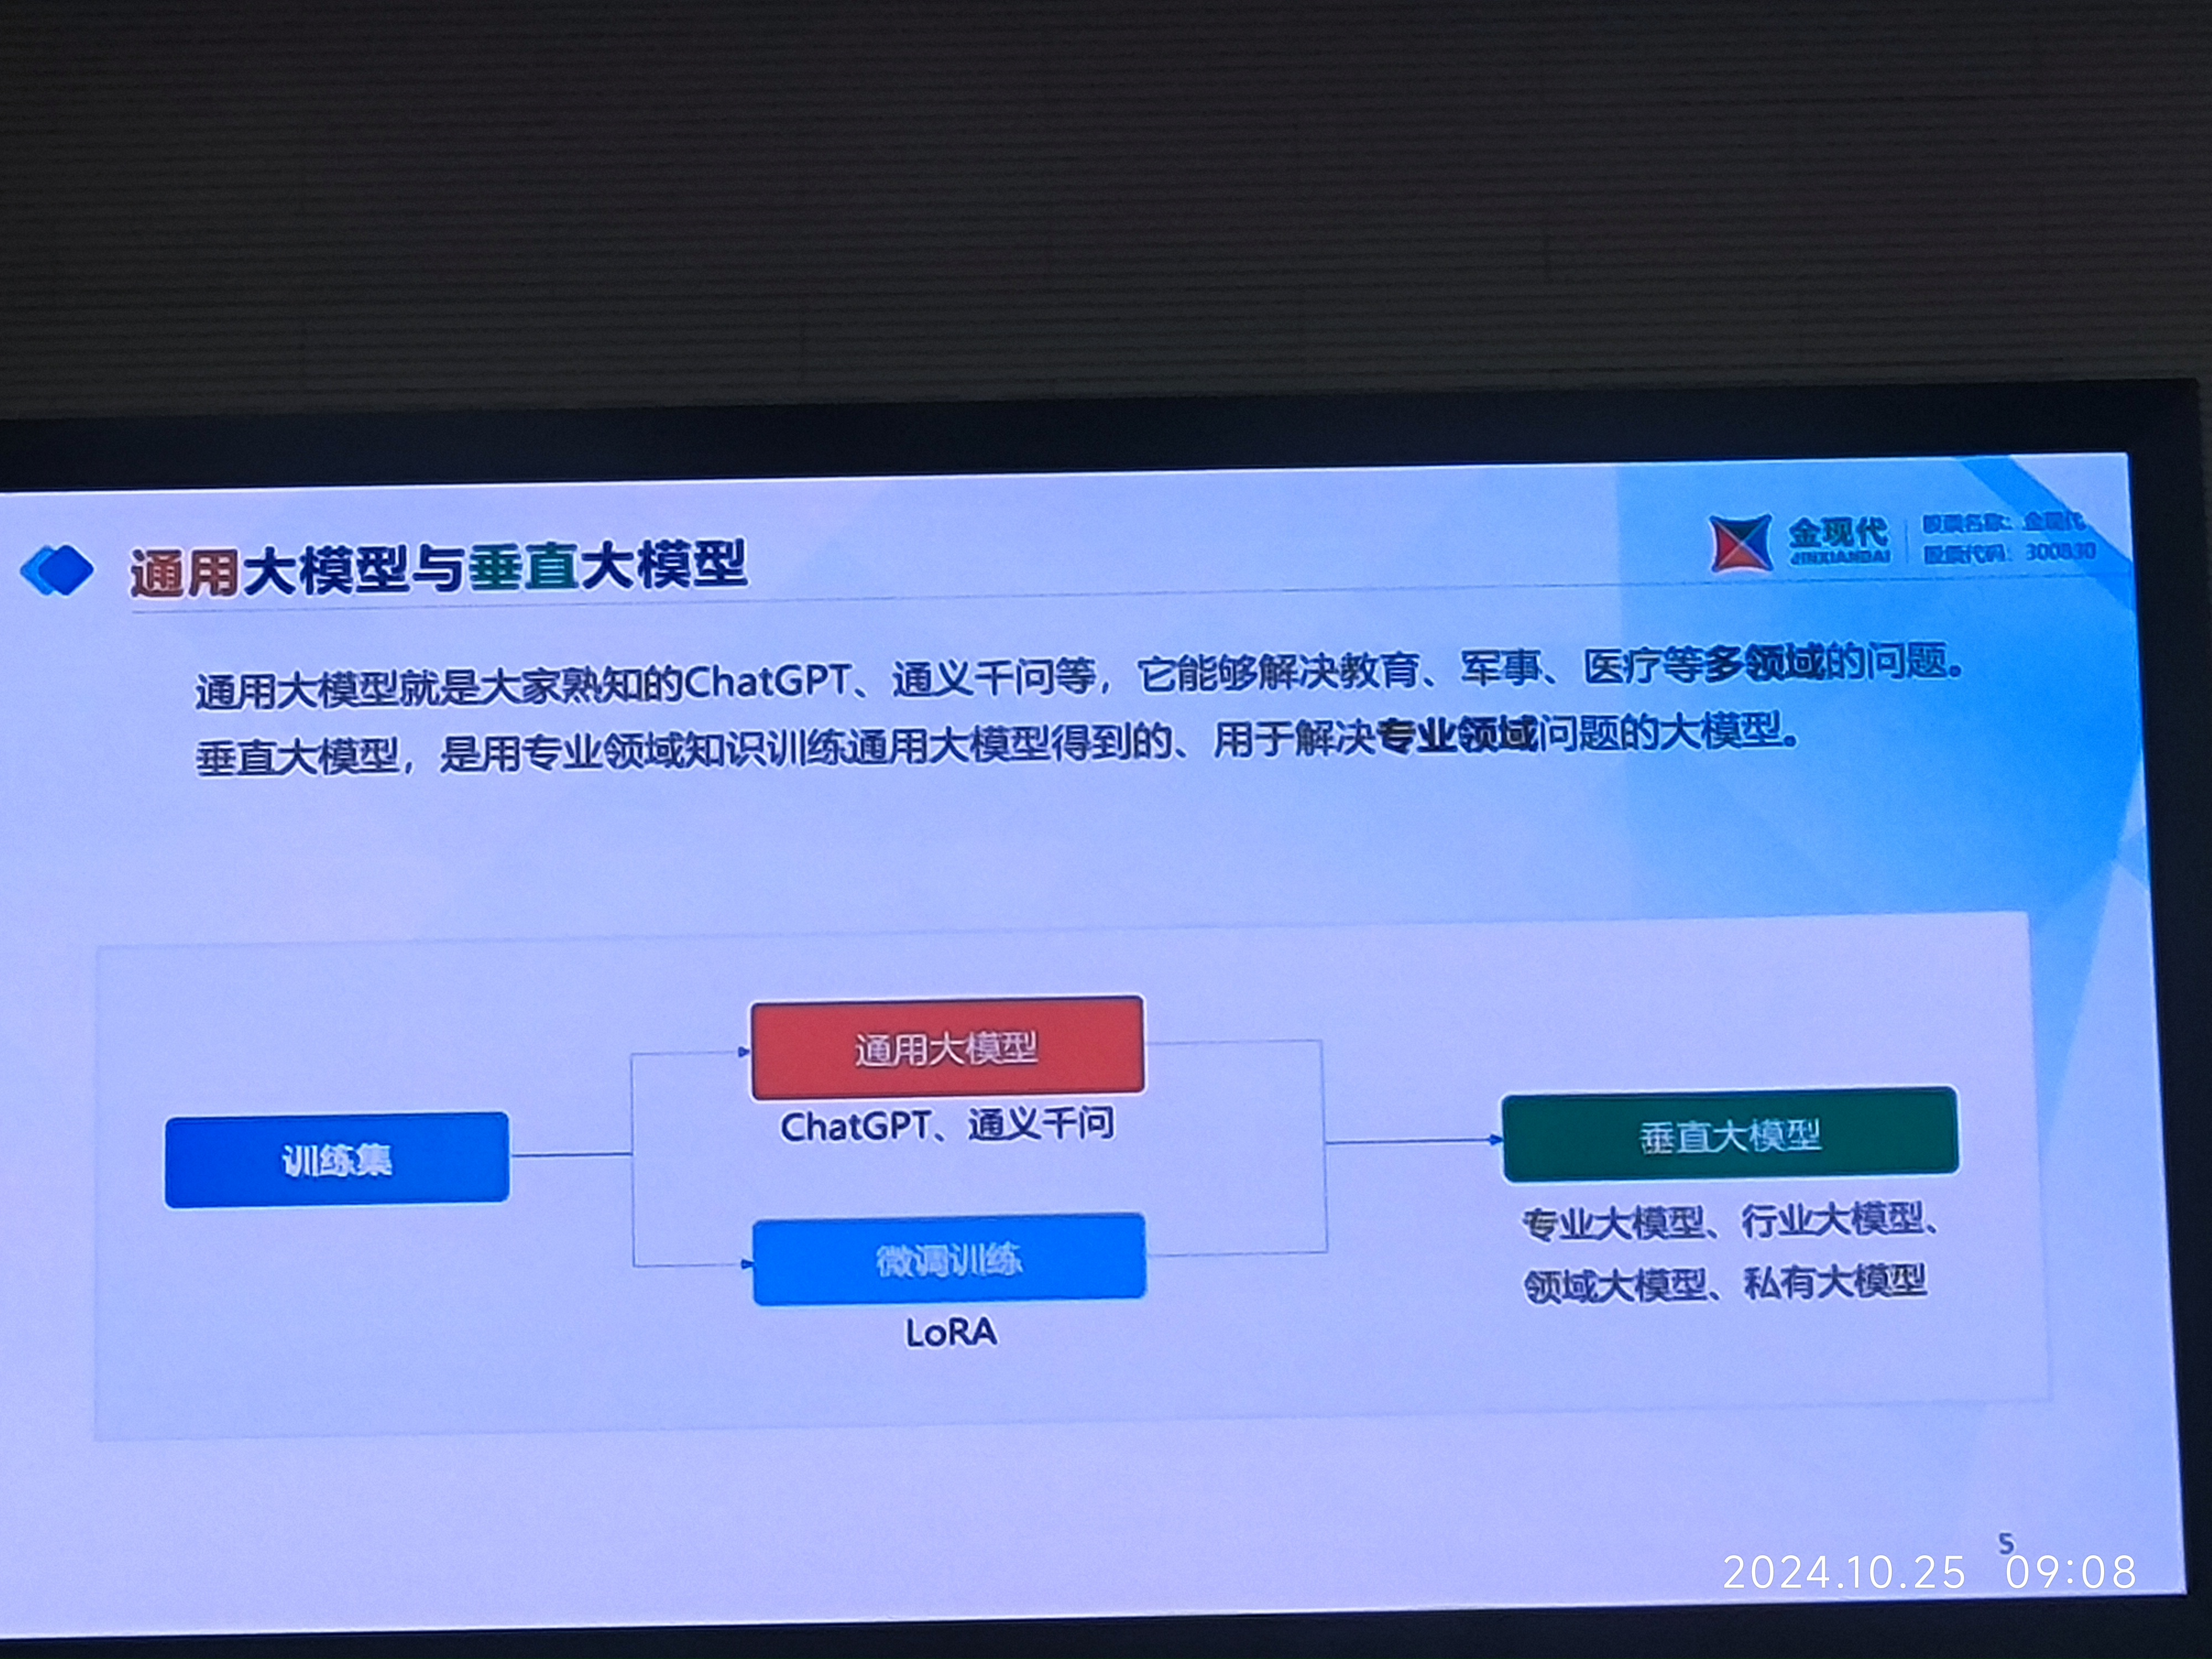 通用大模型与垂直大模型
金现代
JINXIANDAI
股票名称：金现代
股票代码：300830
通用大模型就是大家熟知的ChatGPT、通义千问等，它能够解决教育、军事、医疗等多领域的问题。
垂直大模型，是用专业领域知识训练通用大模型得到的、用于解决专业领域问题的大模型。
通用大模型
ChatGPT、通义千问
训练集
垂直大模型
微调训练
LoRA
专业大模型、行业大模型、
领域大模型、私有大模型
5
2024.10.25 09:08